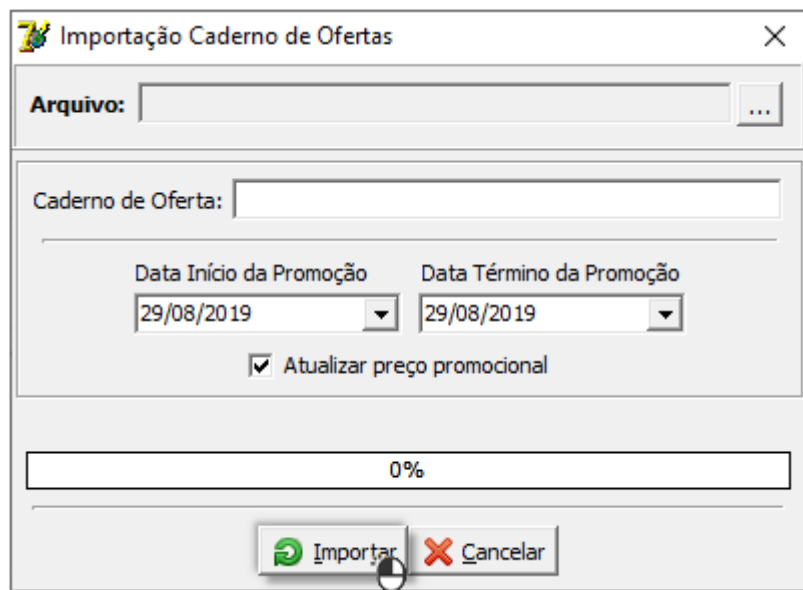 Importação Caderno de Ofertas
Arquivo: ...
Caderno de Oferta:
Data Início da Promoção Data Término da Promoção
29/08/2019 29/08/2019
Atualizar preço promocional
0%
Importar Cancelar